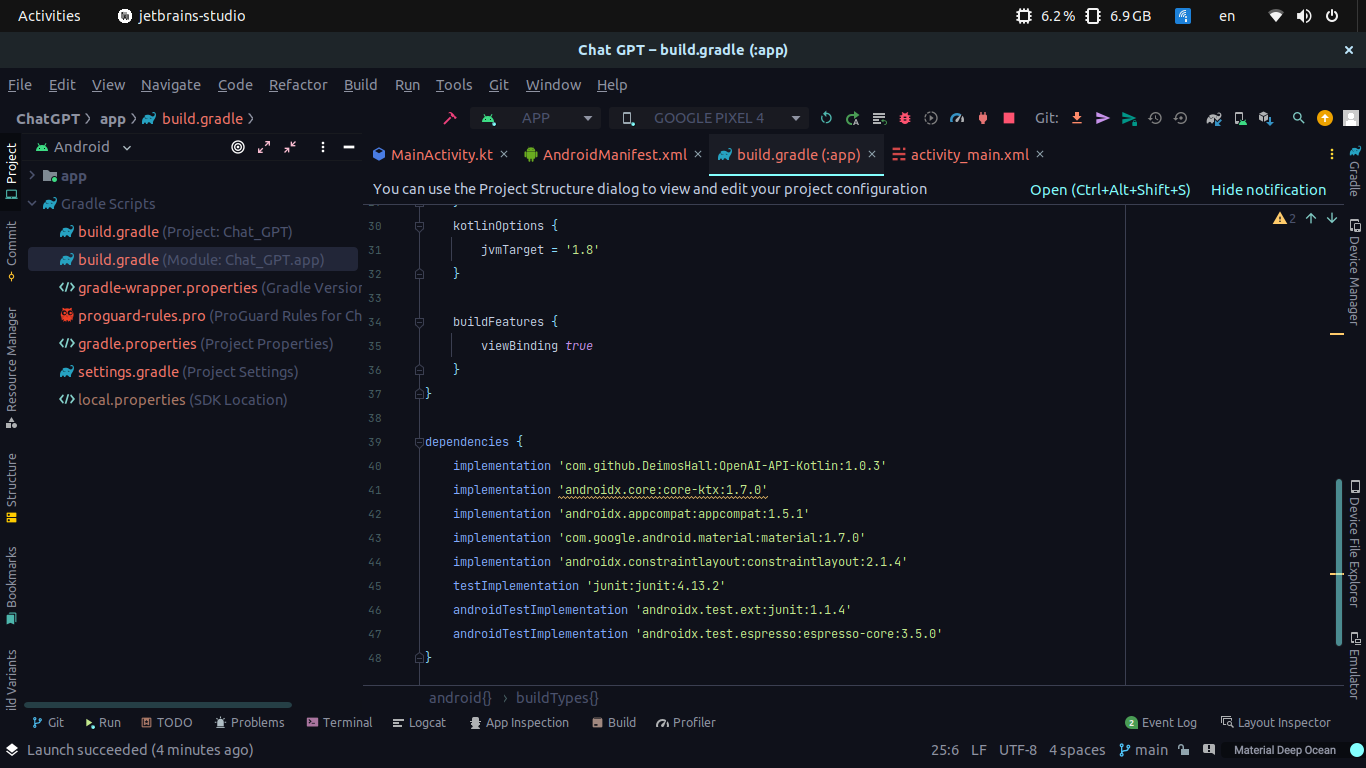 Activities jetbrains-studio 6.2 % 6.9 GB en
Chat GPT – build.gradle (:app)
File Edit View Navigate Code Refactor Build Run Tools Git Window Help
ChatGPT app build.gradle APP GOOGLE PIXEL 4 Git:
Project
Commit
Resource Manager
Structure
Bookmarks
ild Variants
Android
app
Gradle Scripts
build.gradle (Project: Chat_GPT)
build.gradle (Module: Chat_GPT.app)
gradle-wrapper.properties (Gradle Version
proguard-rules.pro (ProGuard Rules for Ch
gradle.properties (Project Properties)
settings.gradle (Project Settings)
local.properties (SDK Location)
MainActivity.kt AndroidManifest.xml build.gradle (:app) activity_main.xml
You can use the Project Structure dialog to view and edit your project configuration Open (Ctrl+Alt+Shift+S) Hide notification
2
30 kotlinOptions {
31 jvmTarget = '1.8'
32 }
33
34 buildFeatures {
35 viewBinding true
36 }
37 }
38
39 dependencies {
40 implementation 'com.github.DeimosHall:OpenAI-API-Kotlin:1.0.3'
41 implementation 'androidx.core:core-ktx:1.7.0'
42 implementation 'androidx.appcompat:appcompat:1.5.1'
43 implementation 'com.google.android.material:material:1.7.0'
44 implementation 'androidx.constraintlayout:constraintlayout:2.1.4'
45 testImplementation 'junit:junit:4.13.2'
46 androidTestImplementation 'androidx.test.ext:junit:1.1.4'
47 androidTestImplementation 'androidx.test.espresso:espresso-core:3.5.0'
48 }
android{} › buildTypes{}
Gradle
Device Manager
Device File Explorer
Emulator
Git Run TODO Problems Terminal Logcat App Inspection Build Profiler 2 Event Log Layout Inspector
Launch succeeded (4 minutes ago) 25:6 LF UTF-8 4 spaces main Material Deep Ocean